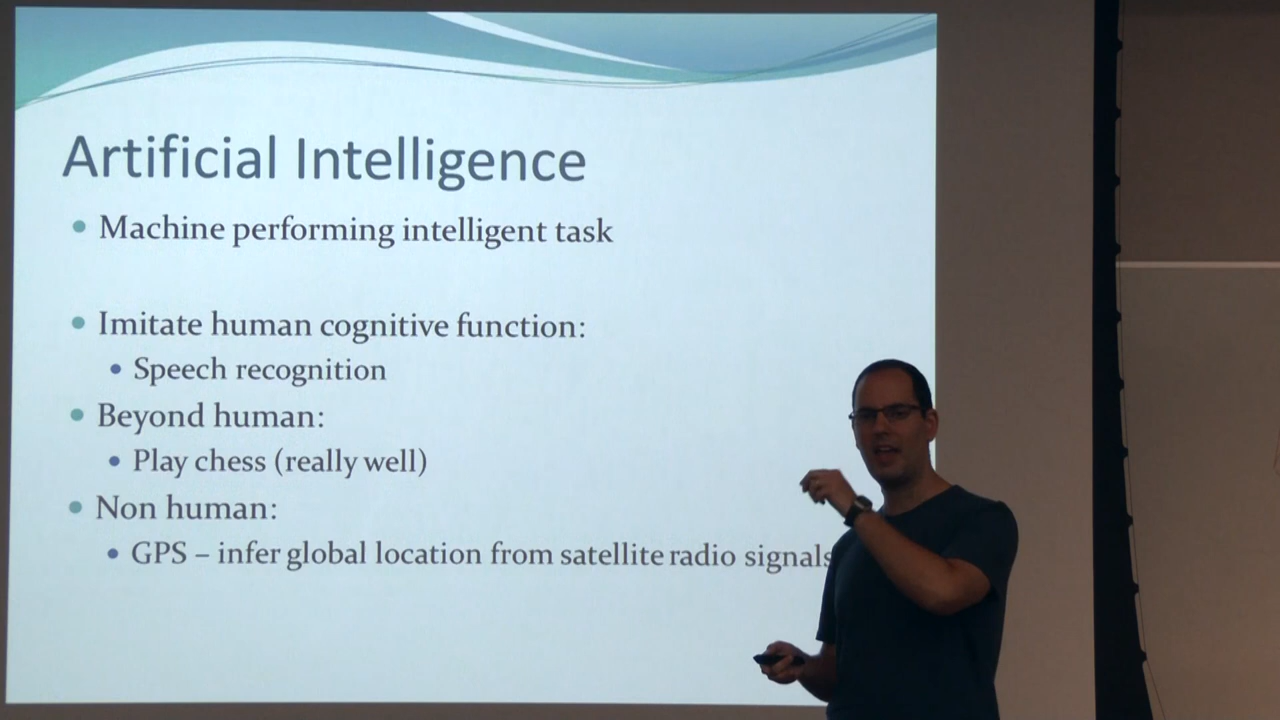 Artificial Intelligence
Machine performing intelligent task
Imitate human cognitive function:
Speech recognition
Beyond human:
Play chess (really well)
Non human:
GPS – infer global location from satellite radio signals